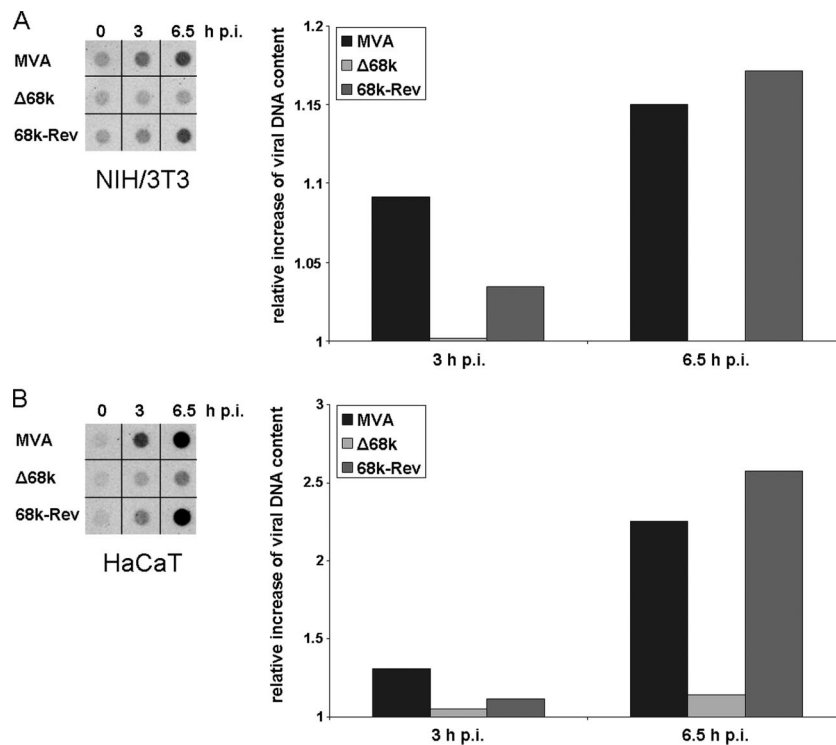 A
0 3 6.5 h p.i.
MVA
Δ68k
68k-Rev
NIH/3T3
relative increase of viral DNA content
1.2
1.15
1.1
1.05
1
MVA
Δ68k
68k-Rev
3 h p.i. 6.5 h p.i.
B
0 3 6.5 h p.i.
MVA
Δ68k
68k-Rev
HaCaT
relative increase of viral DNA content
3
2.5
2
1.5
1
MVA
Δ68k
68k-Rev
3 h p.i. 6.5 h p.i.